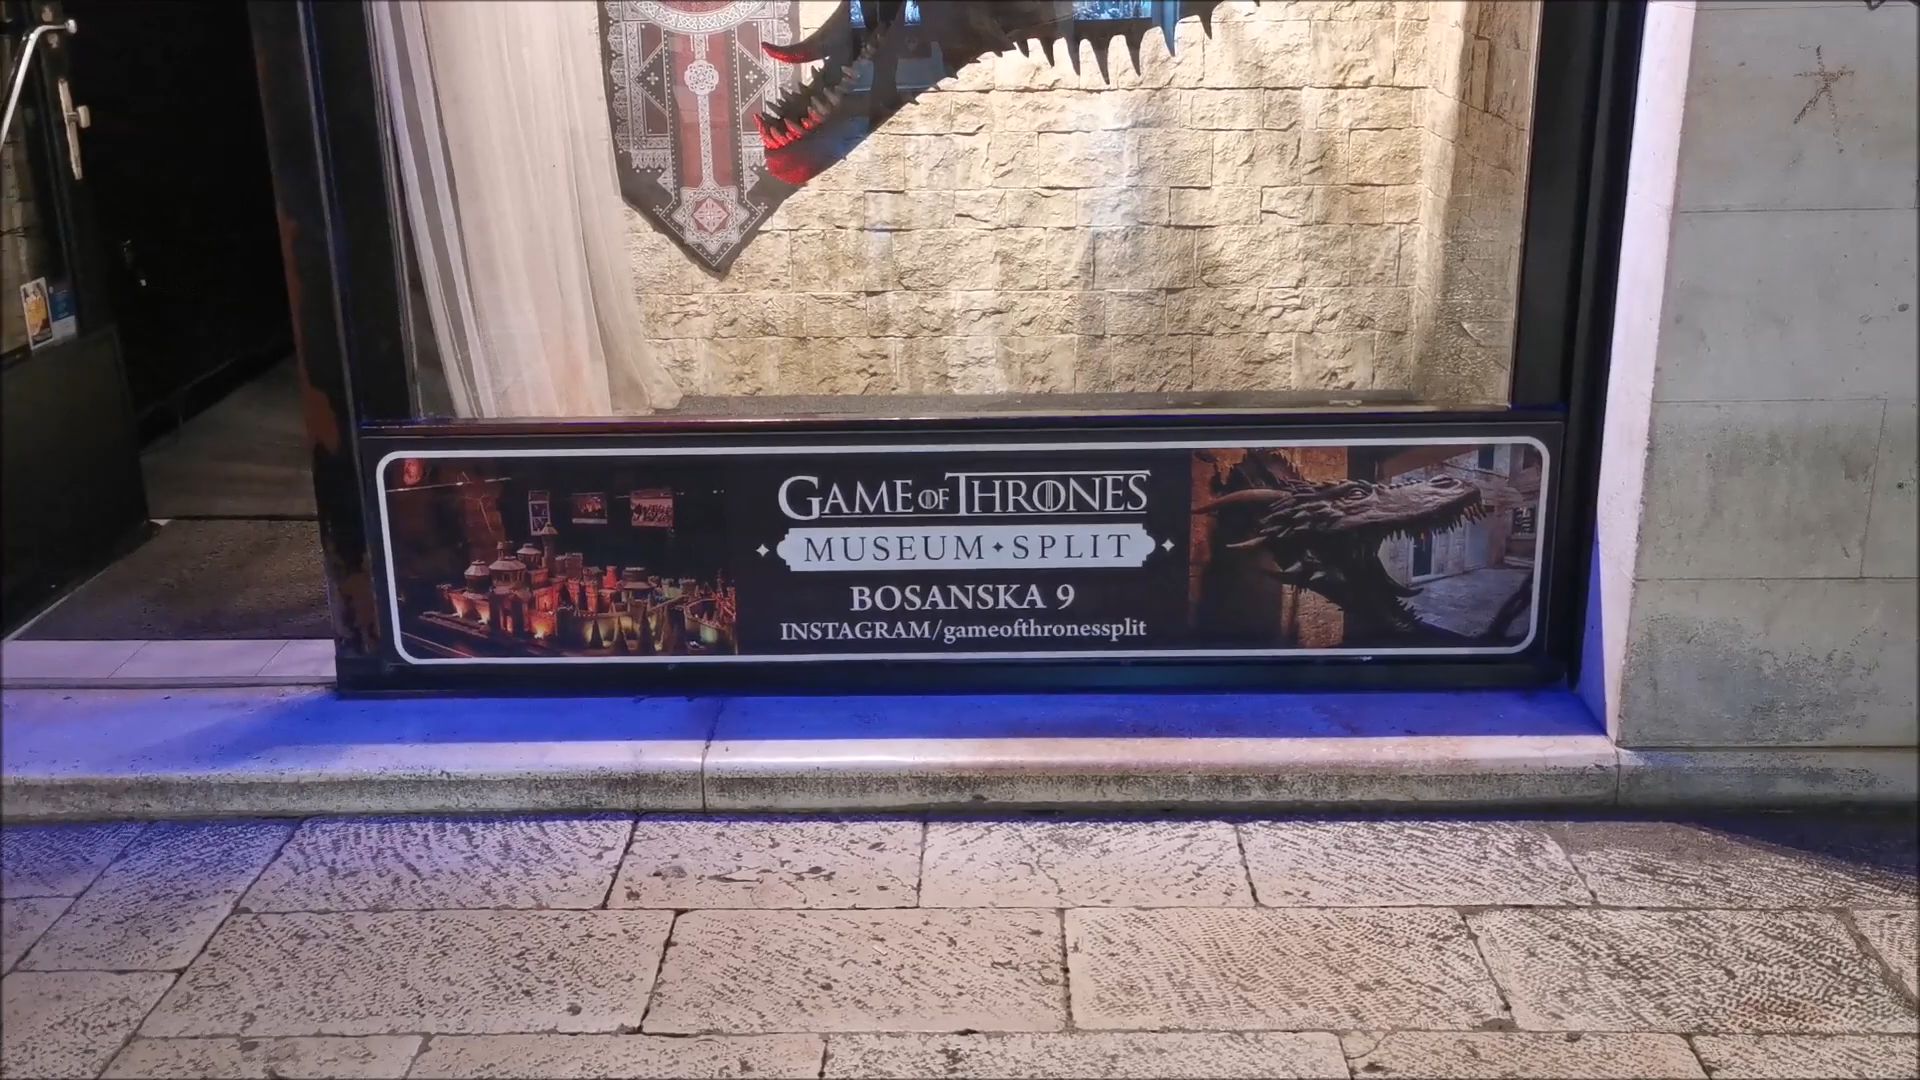 GAME OF THRONES
MUSEUM SPLIT
BOSANSKA 9
INSTAGRAM/gameofthronessplit